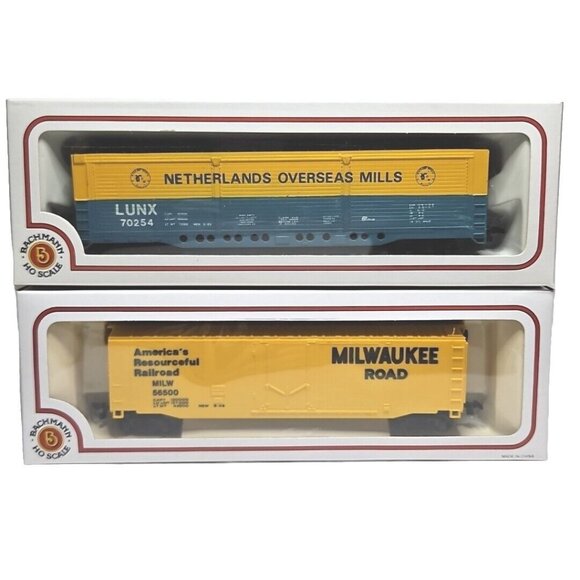 NETHERLANDS OVERSEAS MILLS
LUNX
70254
BACHMANN
B
HO SCALE
America's
Resourceful
Railroad
MILW
56500
MILWAUKEE
ROAD
BACHMANN
B
HO SCALE
MADE IN CHINA